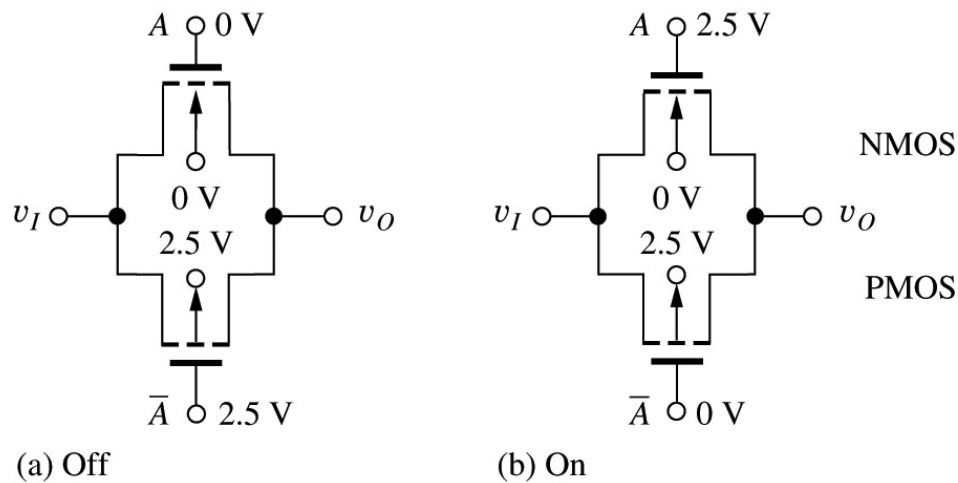 A 0 V
0 V
v_I v_O
2.5 V
A̅ 2.5 V
(a) Off
A 2.5 V
NMOS
0 V
v_I v_O
2.5 V
PMOS
A̅ 0 V
(b) On